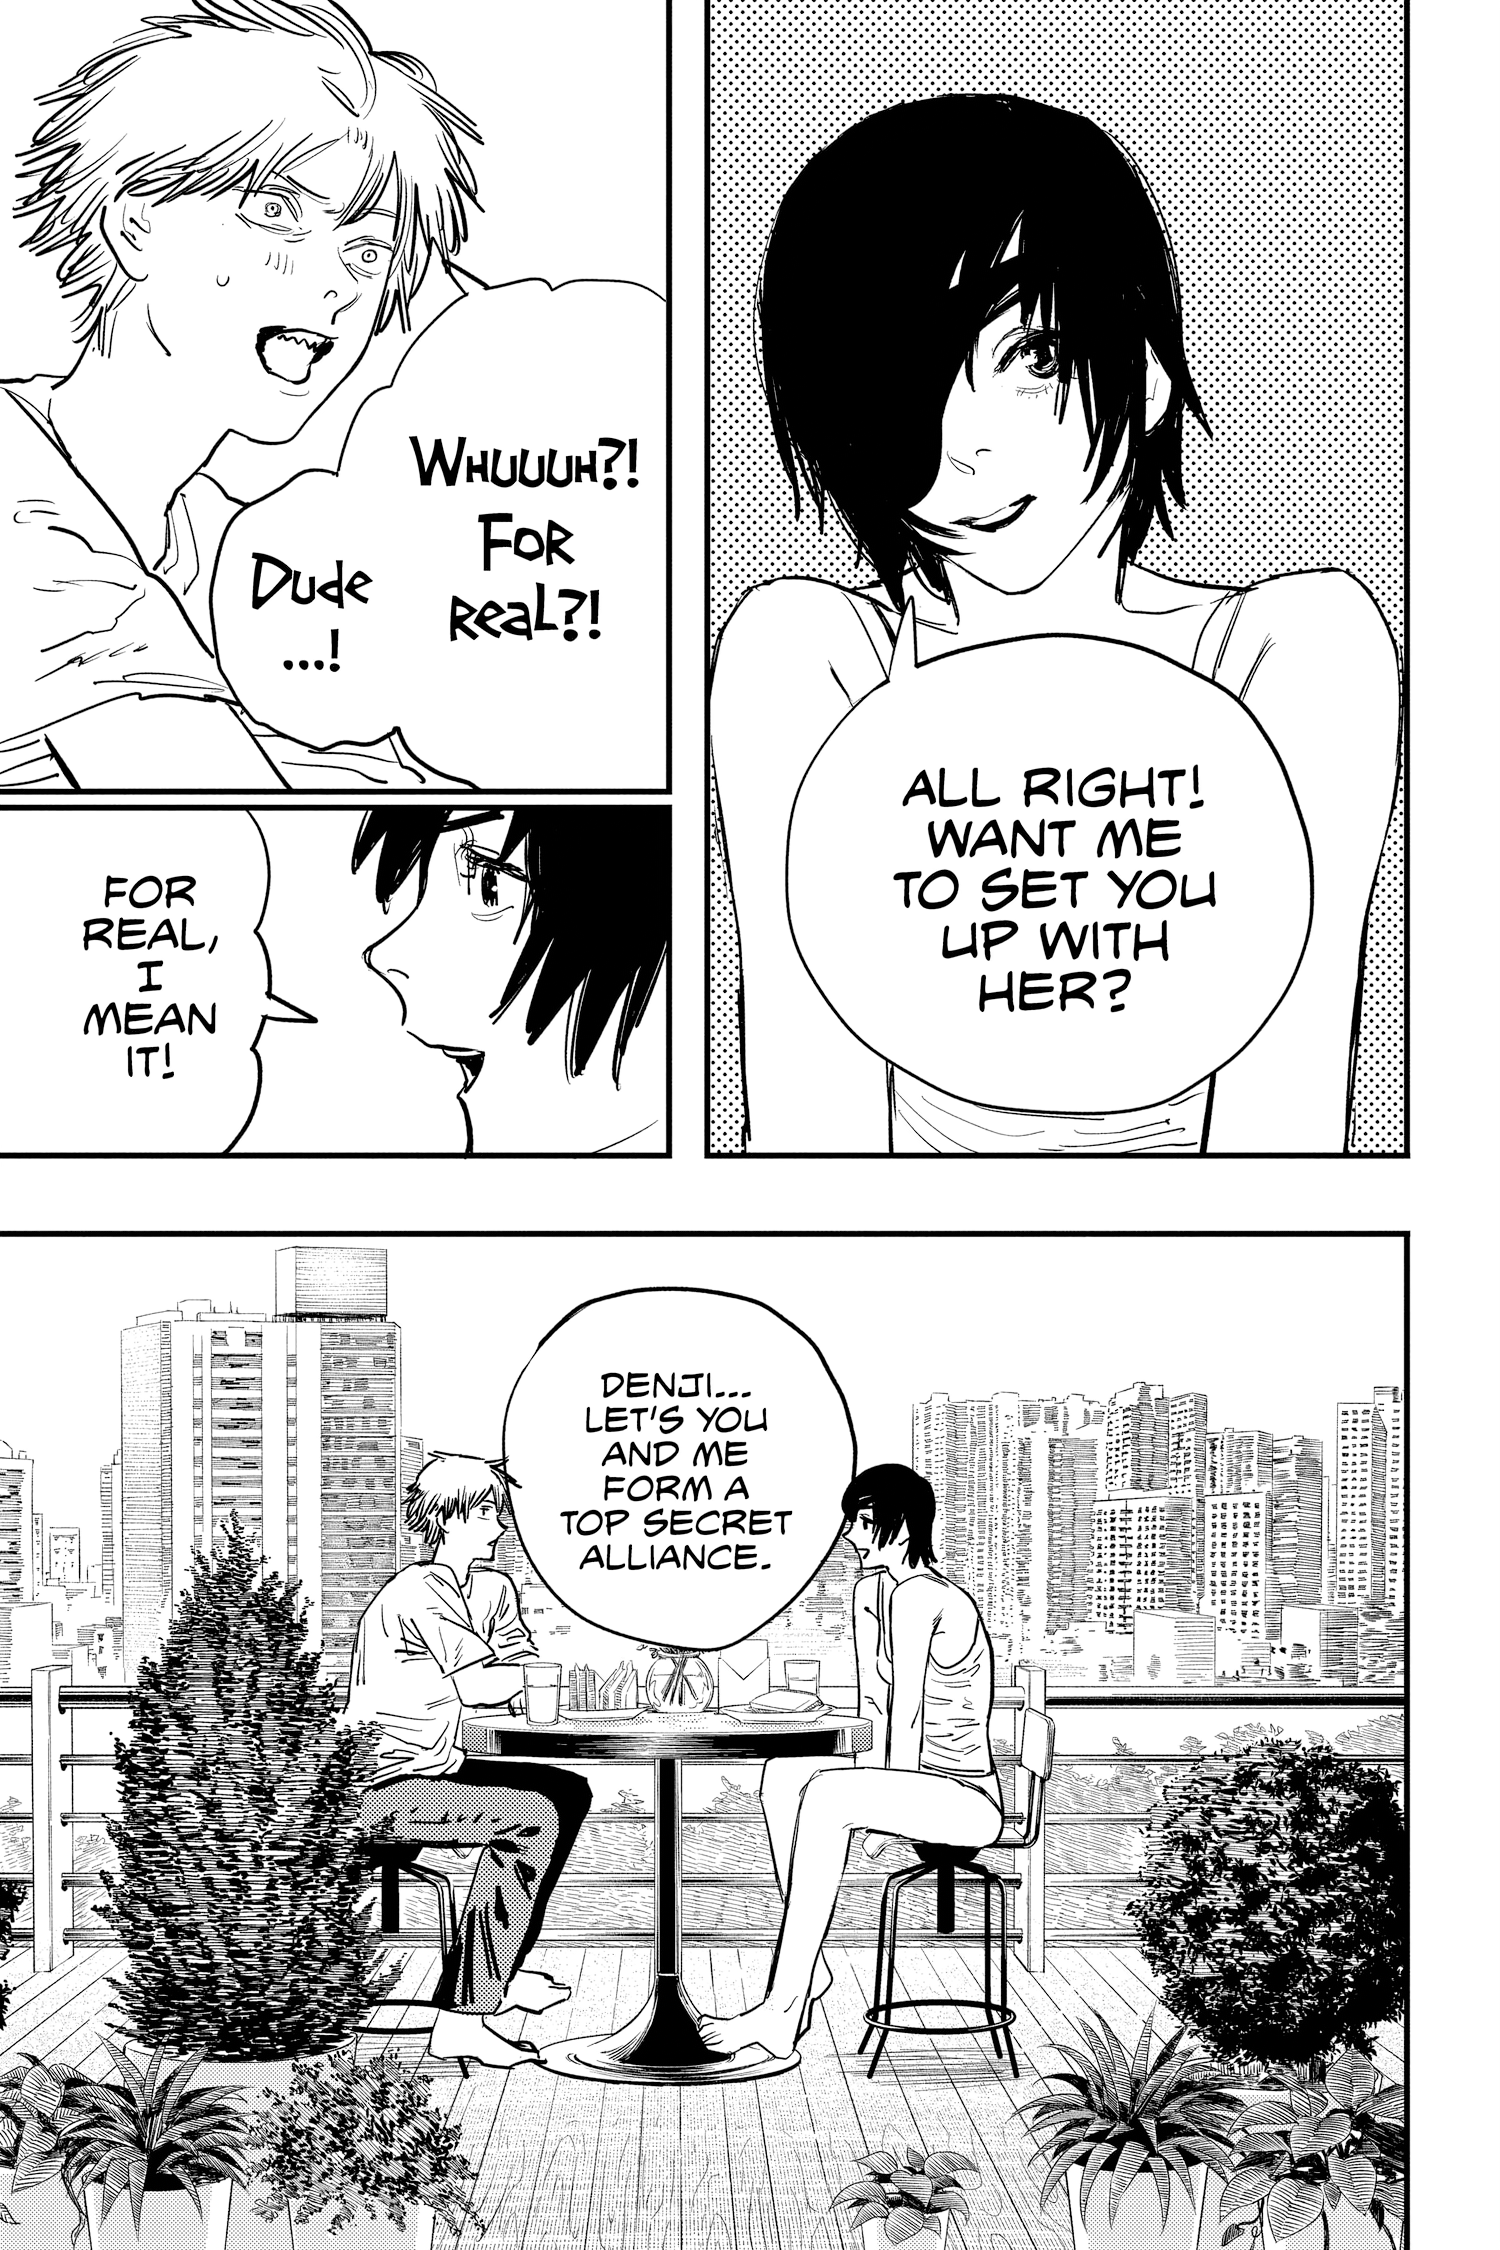 ALL RIGHT!
WANT ME
TO SET YOU
UP WITH
HER?
WHUUUH?!
FOR
REAL?!
DUDE
...!
FOR
REAL,
I
MEAN
IT!
DENJI...
LET'S YOU
AND ME
FORM A
TOP SECRET
ALLIANCE.